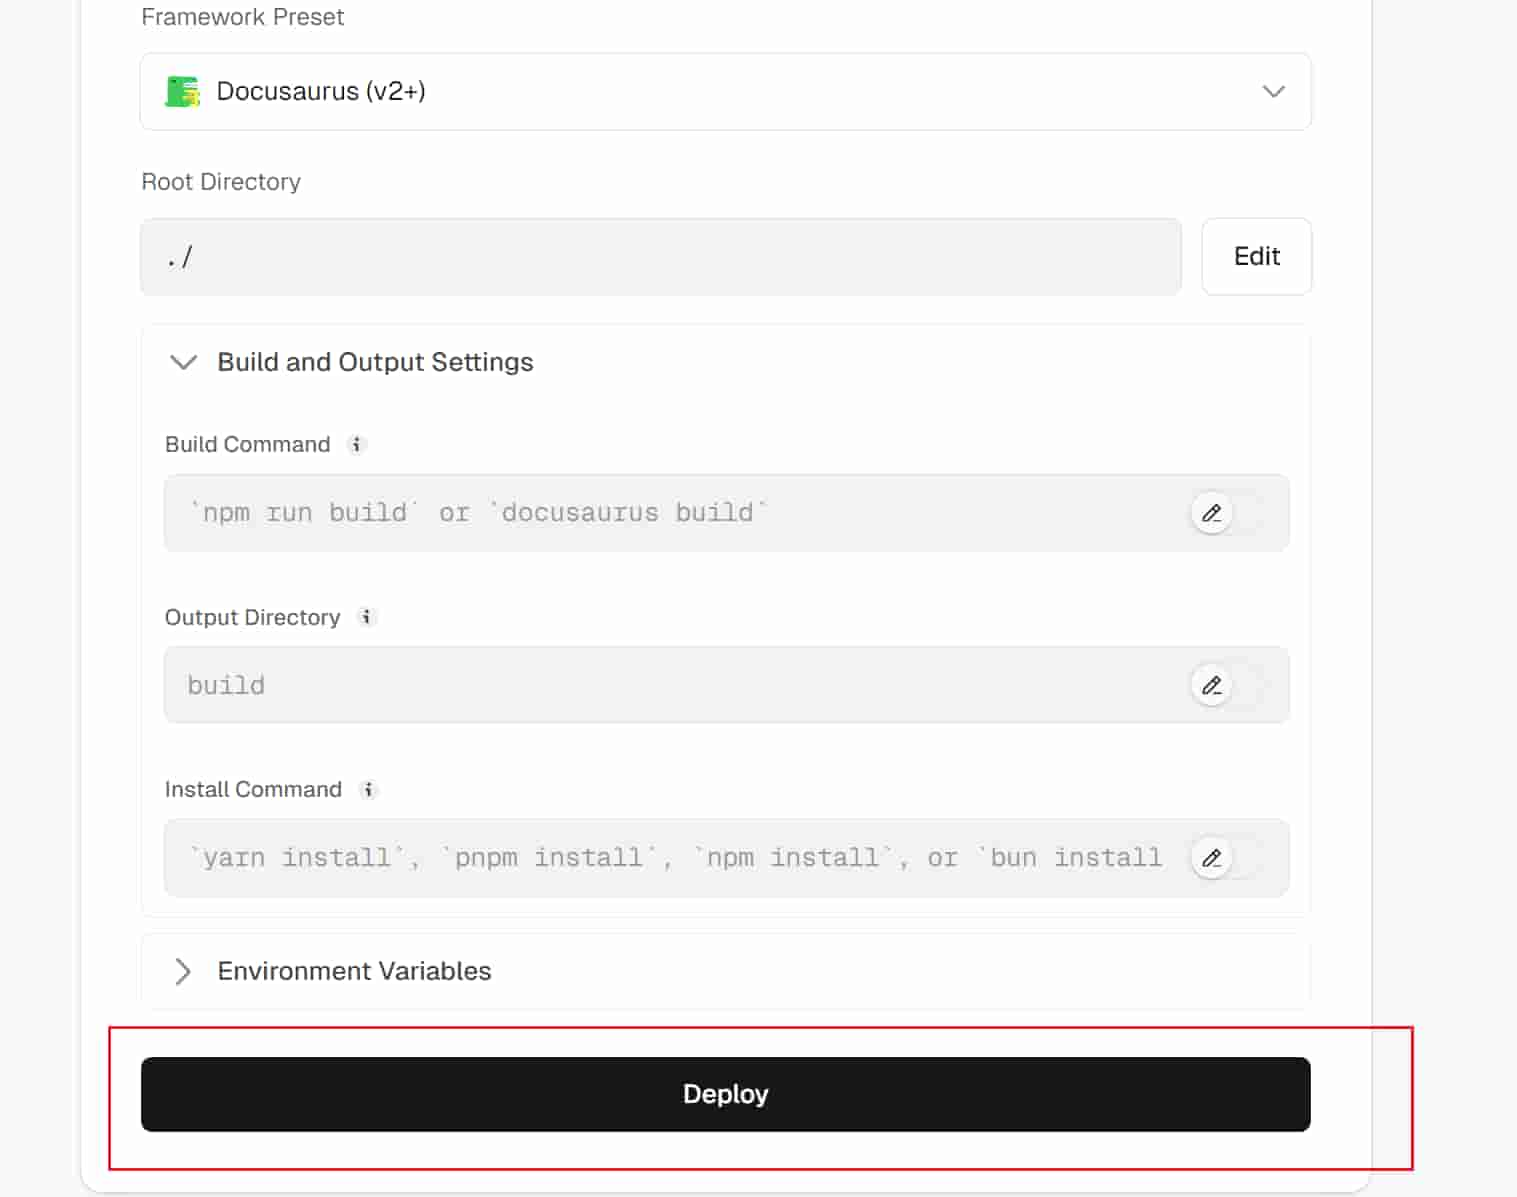 Framework Preset
Docusaurus (v2+)
Root Directory
./
Edit
Build and Output Settings
Build Command
`npm run build` or `docusaurus build`
Output Directory
build
Install Command
`yarn install`, `pnpm install`, `npm install`, or `bun install
Environment Variables
Deploy